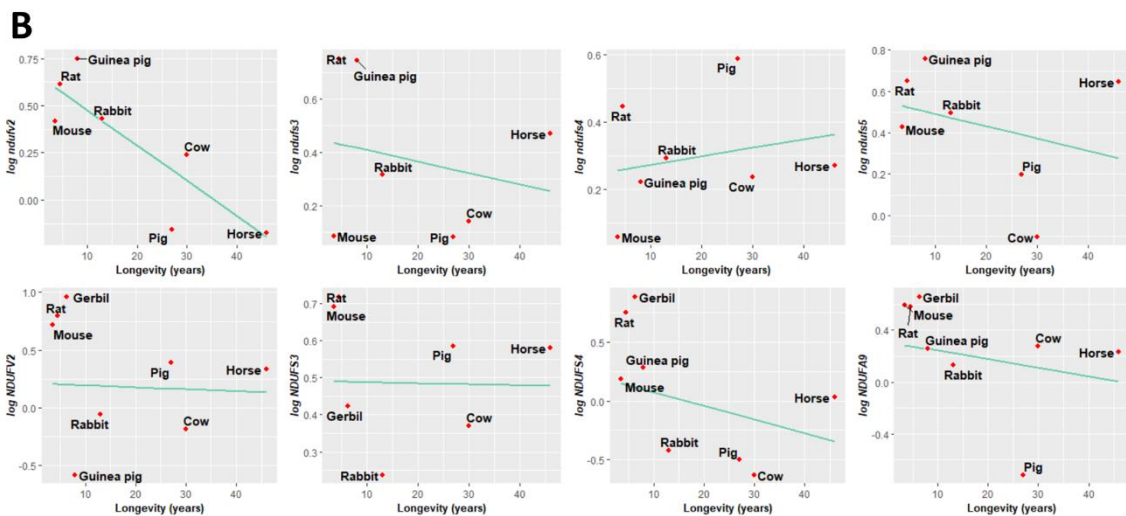 B
log ndufv2
0.75
0.50
0.25
0.00
Guinea pig
Rat
Rabbit
Mouse
Cow
Pig
Horse
10 20 30 40
Longevity (years)
log ndufs3
0.6
0.4
0.2
Rat
Guinea pig
Horse
Rabbit
Mouse
Pig
Cow
10 20 30 40
Longevity (years)
log ndufs4
0.6
0.4
0.2
Pig
Rat
Rabbit
Guinea pig
Cow
Horse
Mouse
10 20 30 40
Longevity (years)
log ndufs5
0.8
0.6
0.4
0.2
0.0
Guinea pig
Rat
Horse
Rabbit
Mouse
Pig
Cow
10 20 30 40
Longevity (years)
log NDUFV2
1.0
0.5
0.0
-0.5
Gerbil
Rat
Mouse
Pig
Horse
Rabbit
Cow
Guinea pig
10 20 30 40
Longevity (years)
log NDUFS3
0.7
0.6
0.5
0.4
0.3
Rat
Mouse
Pig
Horse
Gerbil
Cow
Rabbit
10 20 30 40
Longevity (years)
log NDUFS4
0.5
0.0
-0.5
Gerbil
Rat
Guinea pig
Mouse
Horse
Rabbit
Pig
Cow
10 20 30 40
Longevity (years)
log NDUFA9
0.4
0.0
-0.4
Gerbil
Mouse
Rat
Guinea pig
Cow
Horse
Rabbit
Pig
10 20 30 40
Longevity (years)